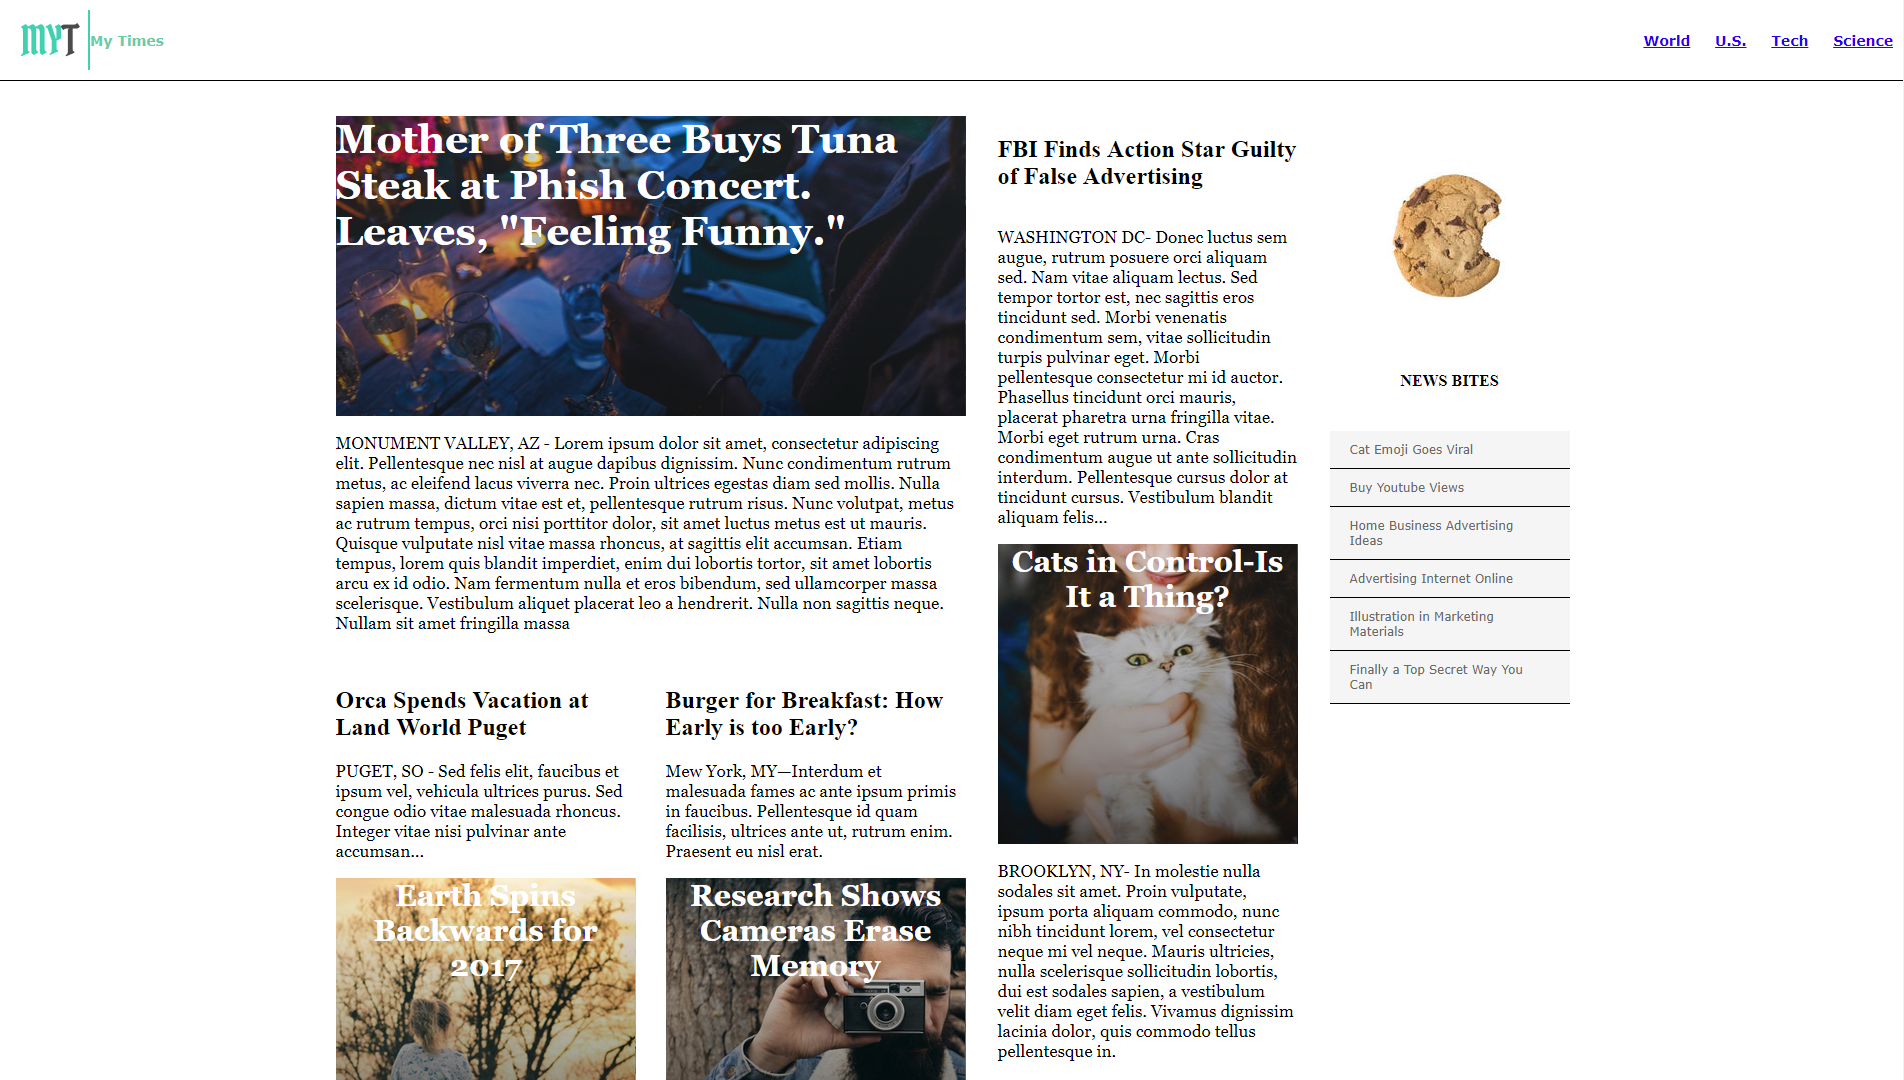 MYT
My Times
World
U.S.
Tech
Science
Mother of Three Buys Tuna
Steak at Phish Concert.
Leaves, "Feeling Funny."
MONUMENT VALLEY, AZ - Lorem ipsum dolor sit amet, consectetur adipiscing
elit. Pellentesque nec nisl at augue dapibus dignissim. Nunc condimentum rutrum
metus, ac eleifend lacus viverra nec. Proin ultrices egestas diam sed mollis. Nulla
sapien massa, dictum vitae est et, pellentesque rutrum risus. Nunc volutpat, metus
ac rutrum tempus, orci nisi porttitor dolor, sit amet luctus metus est ut mauris.
Quisque vulputate nisl vitae massa rhoncus, at sagittis elit accumsan. Etiam
tempus, lorem quis blandit imperdiet, enim dui lobortis tortor, sit amet lobortis
arcu ex id odio. Nam fermentum nulla et eros bibendum, sed ullamcorper massa
scelerisque. Vestibulum aliquet placerat leo a hendrerit. Nulla non sagittis neque.
Nullam sit amet fringilla massa
Orca Spends Vacation at
Land World Puget
PUGET, SO - Sed felis elit, faucibus et
ipsum vel, vehicula ultrices purus. Sed
congue odio vitae malesuada rhoncus.
Integer vitae nisi pulvinar ante
accumsan...
Earth Spins
Backwards for
2017
Burger for Breakfast: How
Early is too Early?
Mew York, MY—Interdum et
malesuada fames ac ante ipsum primis
in faucibus. Pellentesque id quam
facilisis, ultrices ante ut, rutrum enim.
Praesent eu nisl erat.
Research Shows
Cameras Erase
Memory
FBI Finds Action Star Guilty
of False Advertising
WASHINGTON DC- Donec luctus sem
augue, rutrum posuere orci aliquam
sed. Nam vitae aliquam lectus. Sed
tempor tortor est, nec sagittis eros
tincidunt sed. Morbi venenatis
condimentum sem, vitae sollicitudin
turpis pulvinar eget. Morbi
pellentesque consectetur mi id auctor.
Phasellus tincidunt orci mauris,
placerat pharetra urna fringilla vitae.
Morbi eget rutrum urna. Cras
condimentum augue ut ante sollicitudin
interdum. Pellentesque cursus dolor at
tincidunt cursus. Vestibulum blandit
aliquam felis...
Cats in Control-Is
It a Thing?
BROOKLYN, NY- In molestie nulla
sodales sit amet. Proin vulputate,
ipsum porta aliquam commodo, nunc
nibh tincidunt lorem, vel consectetur
neque mi vel neque. Mauris ultricies,
nulla scelerisque sollicitudin lobortis,
dui est sodales sapien, a vestibulum
velit diam eget felis. Vivamus dignissim
lacinia dolor, quis commodo tellus
pellentesque in.
NEWS BITES
Cat Emoji Goes Viral
Buy Youtube Views
Home Business Advertising
Ideas
Advertising Internet Online
Illustration in Marketing
Materials
Finally a Top Secret Way You
Can